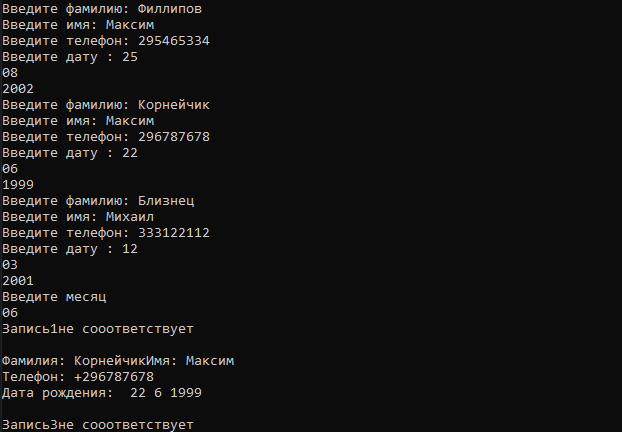 Введите фамилию: Филлипов
Введите имя: Максим
Введите телефон: 295465334
Введите дату : 25
08
2002
Введите фамилию: Корнейчик
Введите имя: Максим
Введите телефон: 296787678
Введите дату : 22
06
1999
Введите фамилию: Близнец
Введите имя: Михаил
Введите телефон: 333122112
Введите дату : 12
03
2001
Введите месяц
06
Запись1не сооответствует
Фамилия: КорнейчикИмя: Максим
Телефон: +296787678
Дата рождения:  22 6 1999
Запись3не сооответствует